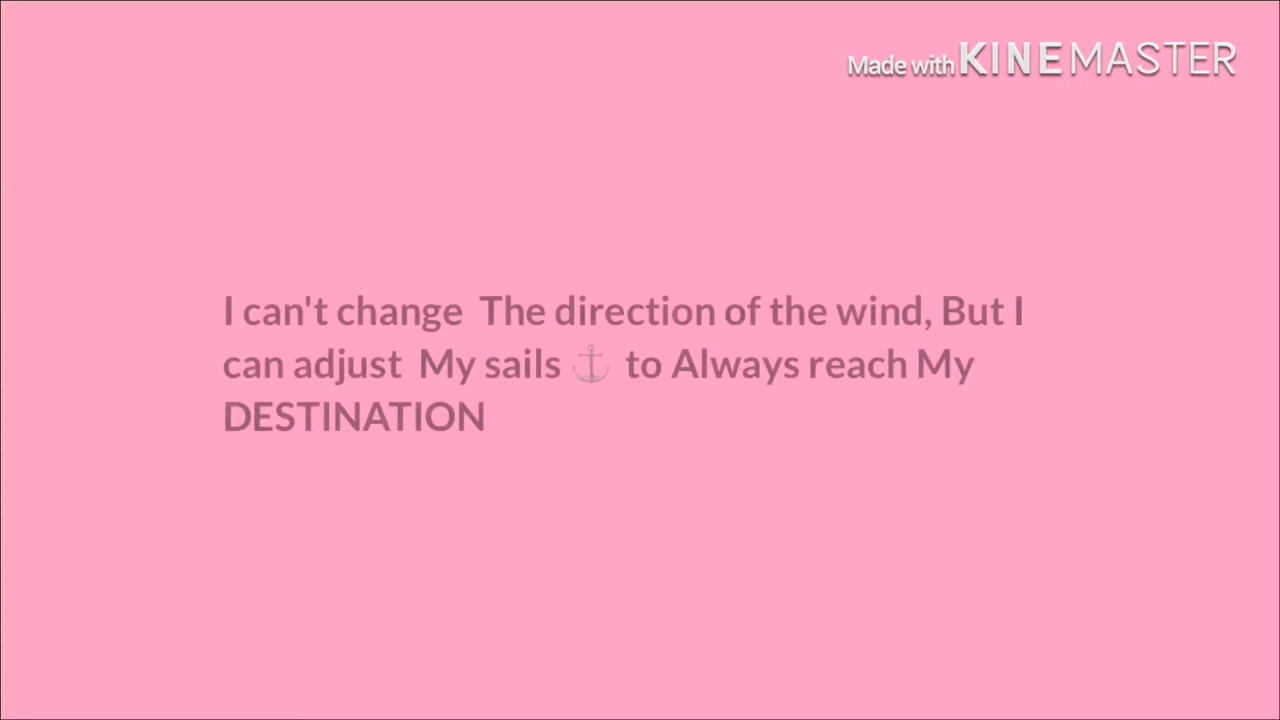 Made with KINEMASTER
I can't change  The direction of the wind, But I
can adjust  My sails ⚓ to Always reach My
DESTINATION